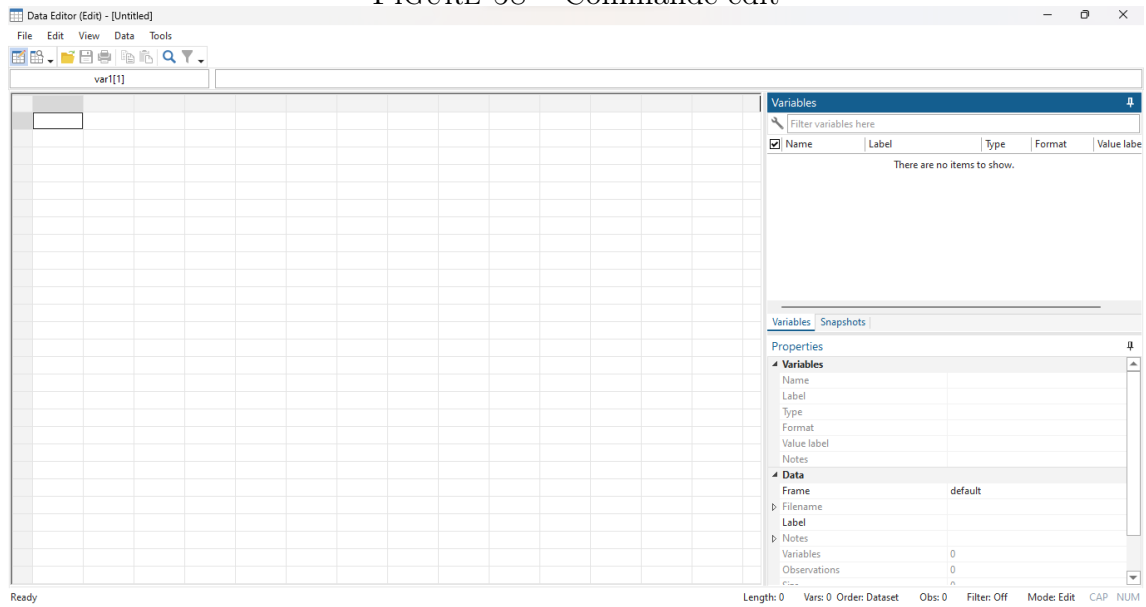 Data Editor (Edit) - [Untitled]
File Edit View Data Tools
var1[1]
Variables
Filter variables here
Name Label Type Format Value labe
There are no items to show.
Variables Snapshots
Properties
Variables
Name
Label
Type
Format
Value label
Notes
Data
Frame default
Filename
Label
Notes
Variables 0
Observations 0
Ready Length: 0 Vars: 0 Order: Dataset Obs: 0 Filter: Off Mode: Edit CAP NUM